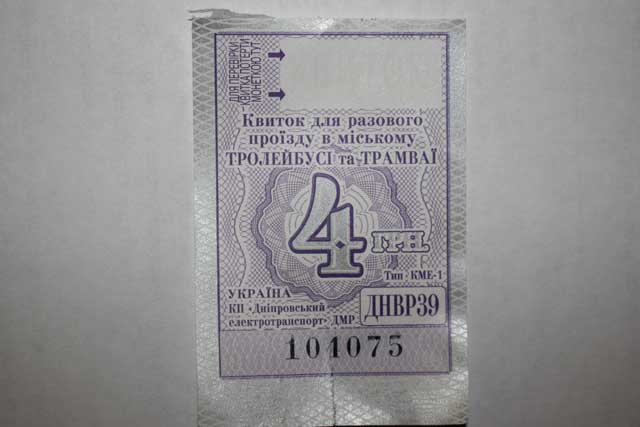 ДЛЯ ПЕРЕВІРКИ
КВИТКА ПОТЕРТИ
МОНЕТКОЮ ТУТ
Квиток для разового
проїзду в міському
ТРОЛЕЙБУСІ та ТРАМВАЇ
4 ГРН.
Тип КМЕ-1
УКРАЇНА
КП «Дніпровський
електротранспорт» ДМР
ДНВР39
104075